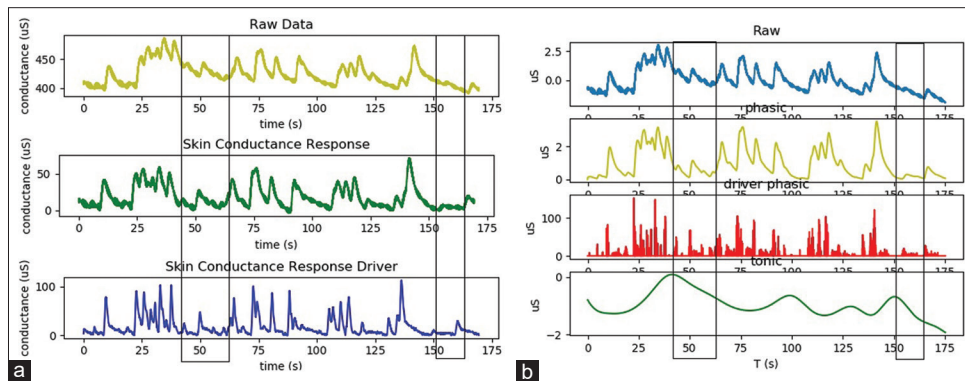 Raw Data
conductance (uS)
450
400
0 25 50 75 100 125 150 175
time (s)
Skin Conductance Response
conductance (uS)
50
0
0 25 50 75 100 125 150 175
time (s)
Skin Conductance Response Driver
conductance (uS)
100
50
0
0 25 50 75 100 125 150 175
time (s)
a
Raw
uS
2.5
0.0
0 25 50 75 100 125 150 175
phasic
uS
2
0
0 25 50 75 100 125 150 175
driver phasic
uS
100
0 25 50 75 100 125 150 175
tonic
uS
0
−2
0 25 50 75 100 125 150 175
T (s)
b